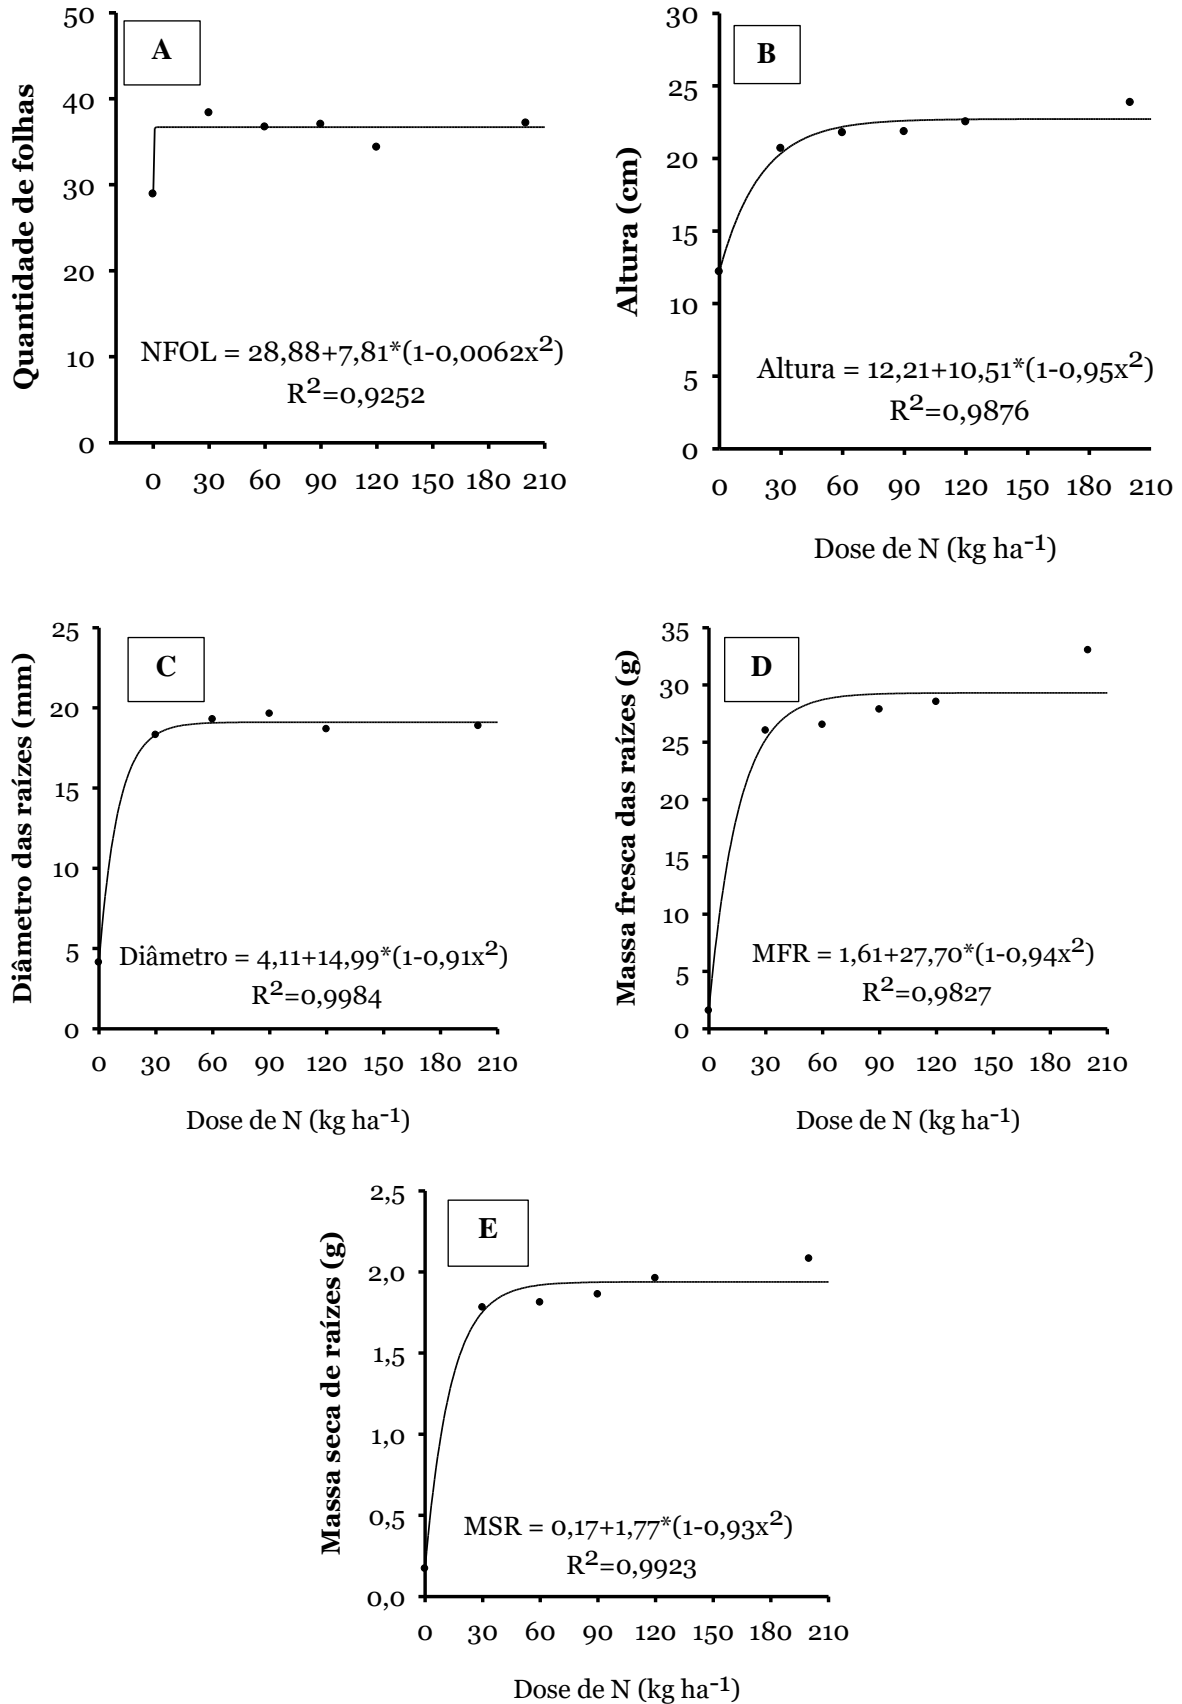 A
Quantidade de folhas
50
40
30
20
10
0
NFOL = 28,88+7,81*(1-0,0062x²)
R²=0,9252
0 30 60 90 120 150 180 210
B
Altura (cm)
30
25
20
15
10
5
0
Altura = 12,21+10,51*(1-0,95x²)
R²=0,9876
0 30 60 90 120 150 180 210
Dose de N (kg ha⁻¹)
C
Diâmetro das raízes (mm)
25
20
15
10
5
0
Diâmetro = 4,11+14,99*(1-0,91x²)
R²=0,9984
0 30 60 90 120 150 180 210
Dose de N (kg ha⁻¹)
D
Massa fresca das raízes (g)
35
30
25
20
15
10
5
0
MFR = 1,61+27,70*(1-0,94x²)
R²=0,9827
0 30 60 90 120 150 180 210
Dose de N (kg ha⁻¹)
E
Massa seca de raízes (g)
2,5
2,0
1,5
1,0
0,5
0,0
MSR = 0,17+1,77*(1-0,93x²)
R²=0,9923
0 30 60 90 120 150 180 210
Dose de N (kg ha⁻¹)